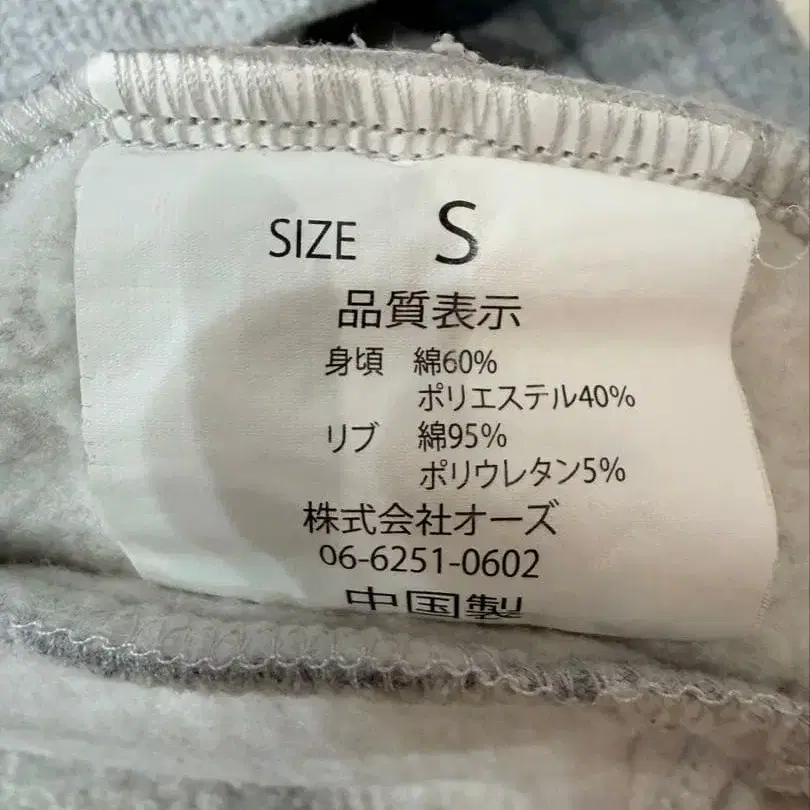 SIZE S
品質表示
身頃 綿60%
ポリエステル40%
リブ 綿95%
ポリウレタン5%
株式会社オーズ
06-6251-0602
中国製